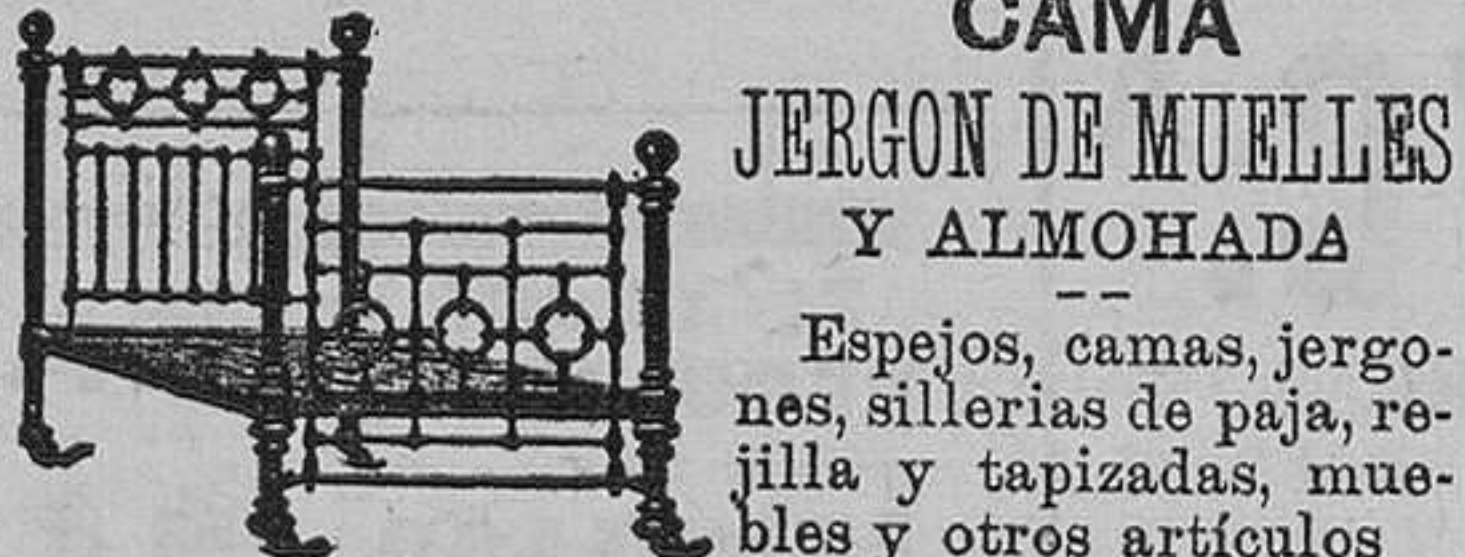 CAMA
JERGON DE MUELLES
Y ALMOHADA
Espejos, camas, jergo-
nes, sillerias de paja, re-
jilla y tapizadas, mue-
bles y otros artículos